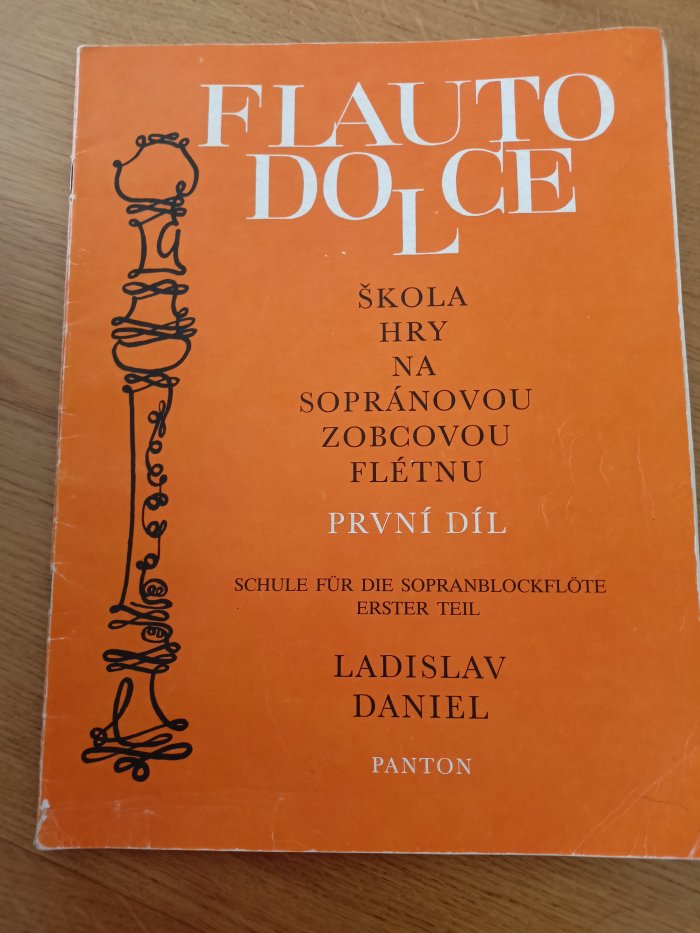 FLAUTO
DOLCE
ŠKOLA
HRY
NA
SOPRÁNOVOU
ZOBCOVOU
FLÉTNU
PRVNÍ DÍL
SCHULE FÜR DIE SOPRANBLOCKFLÖTE
ERSTER TEIL
LADISLAV
DANIEL
PANTON